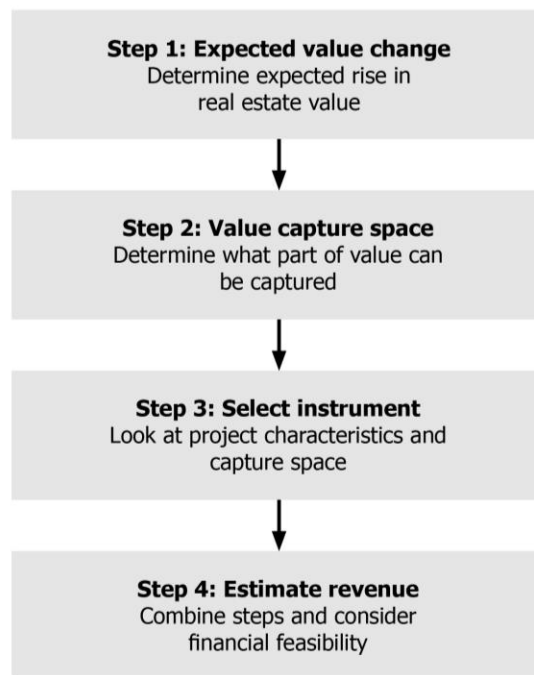 Step 1: Expected value change
Determine expected rise in
real estate value
Step 2: Value capture space
Determine what part of value can
be captured
Step 3: Select instrument
Look at project characteristics and
capture space
Step 4: Estimate revenue
Combine steps and consider
financial feasibility